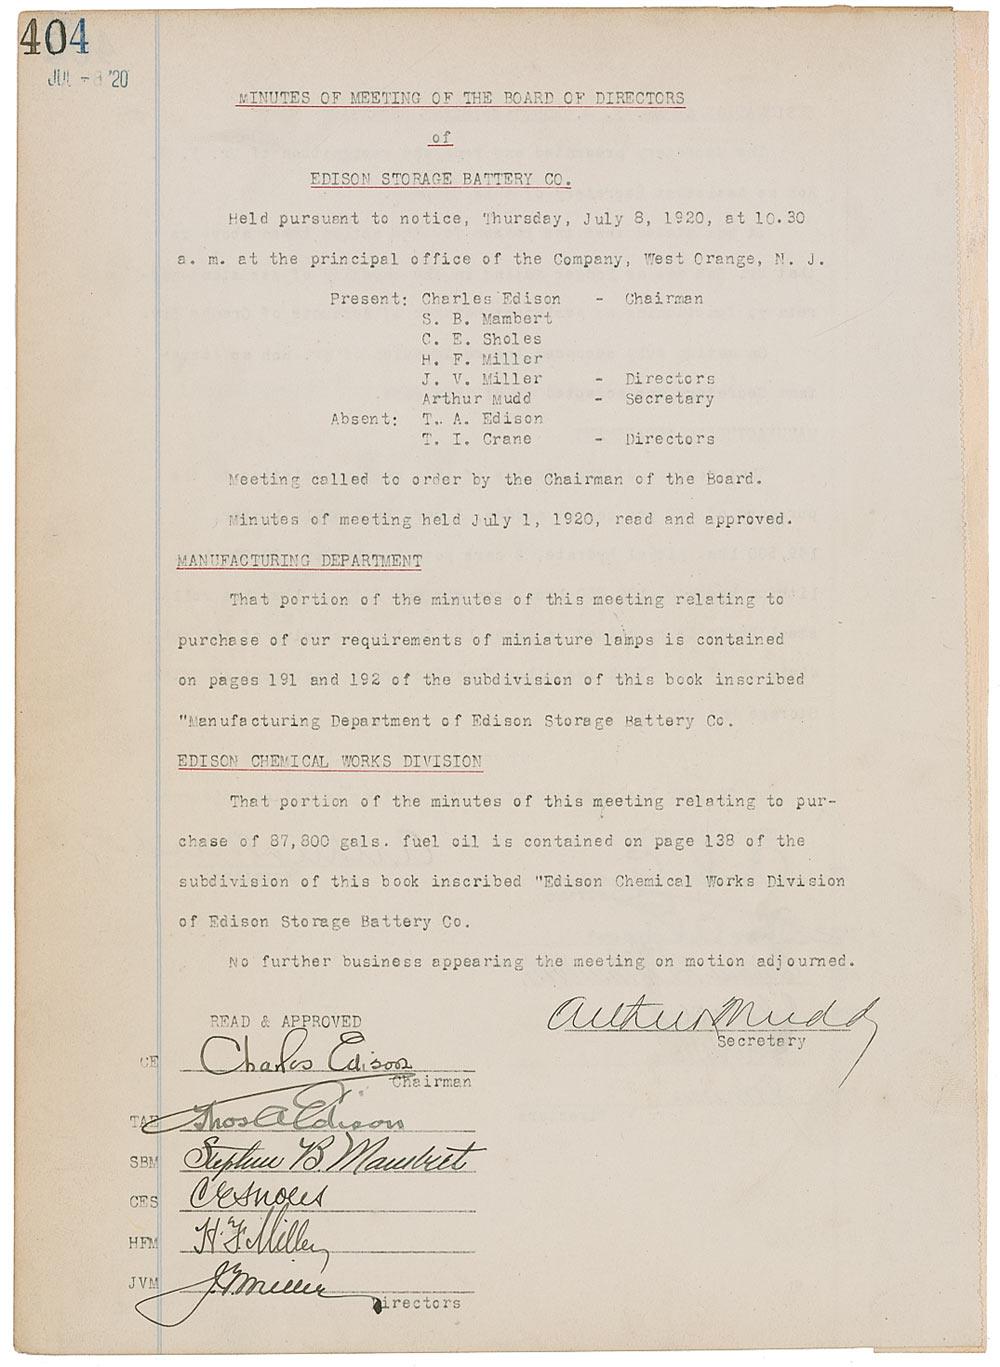 404
JUL -8 '20
MINUTES OF MEETING OF THE BOARD OF DIRECTORS
of
EDISON STORAGE BATTERY CO.
Held pursuant to notice, Thursday, July 8, 1920, at 10.30
a. m. at the principal office of the Company, West Orange, N. J.
Present: Charles Edison - Chairman
S. B. Mambert
C. E. Sholes
H. F. Miller
J. V. Miller - Directors
Arthur Mudd - Secretary
Absent: T. A. Edison
T. I. Crane - Directors
Meeting called to order by the Chairman of the Board.
Minutes of meeting held July 1, 1920, read and approved.
MANUFACTURING DEPARTMENT
That portion of the minutes of this meeting relating to
purchase of our requirements of miniature lamps is contained
on pages 191 and 192 of the subdivision of this book inscribed
"Manufacturing Department of Edison Storage Battery Co.
EDISON CHEMICAL WORKS DIVISION
That portion of the minutes of this meeting relating to pur-
chase of 87,800 gals. fuel oil is contained on page 138 of the
subdivision of this book inscribed "Edison Chemical Works Division
of Edison Storage Battery Co.
No further business appearing the meeting on motion adjourned.
Arthur Mudd
Secretary
READ & APPROVED
CE Charles Edison
Chairman
TAE Thos A Edison
SBM Stephen B. Mambert
CES CESholes
HFM H. F. Miller
JVM J. V. Miller
Directors